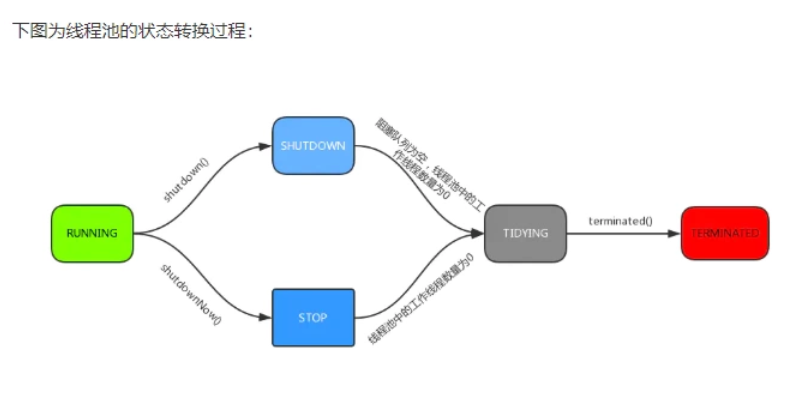 下图为线程池的状态转换过程：
SHUTDOWN
阻塞队列为空，线程池中的工
作线程数量为0
shutdown()
RUNNING
TIDYING
terminated()
TERMINATED
shutdownNow()
STOP
线程池中的工作线程数量为0